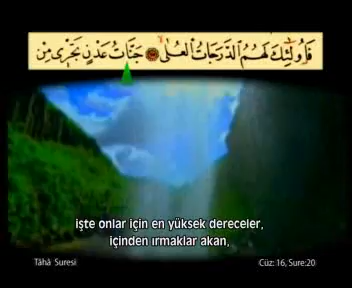 فَأُولَٰئِكَ لَهُمُ الدَّرَجَاتُ الْعُلَىٰ ۝ جَنَّاتُ عَدْنٍ تَجْرِي مِنْ
işte onlar için en yüksek dereceler,
içinden ırmaklar akan,
Tâhâ Suresi
Cüz: 16, Sure:20